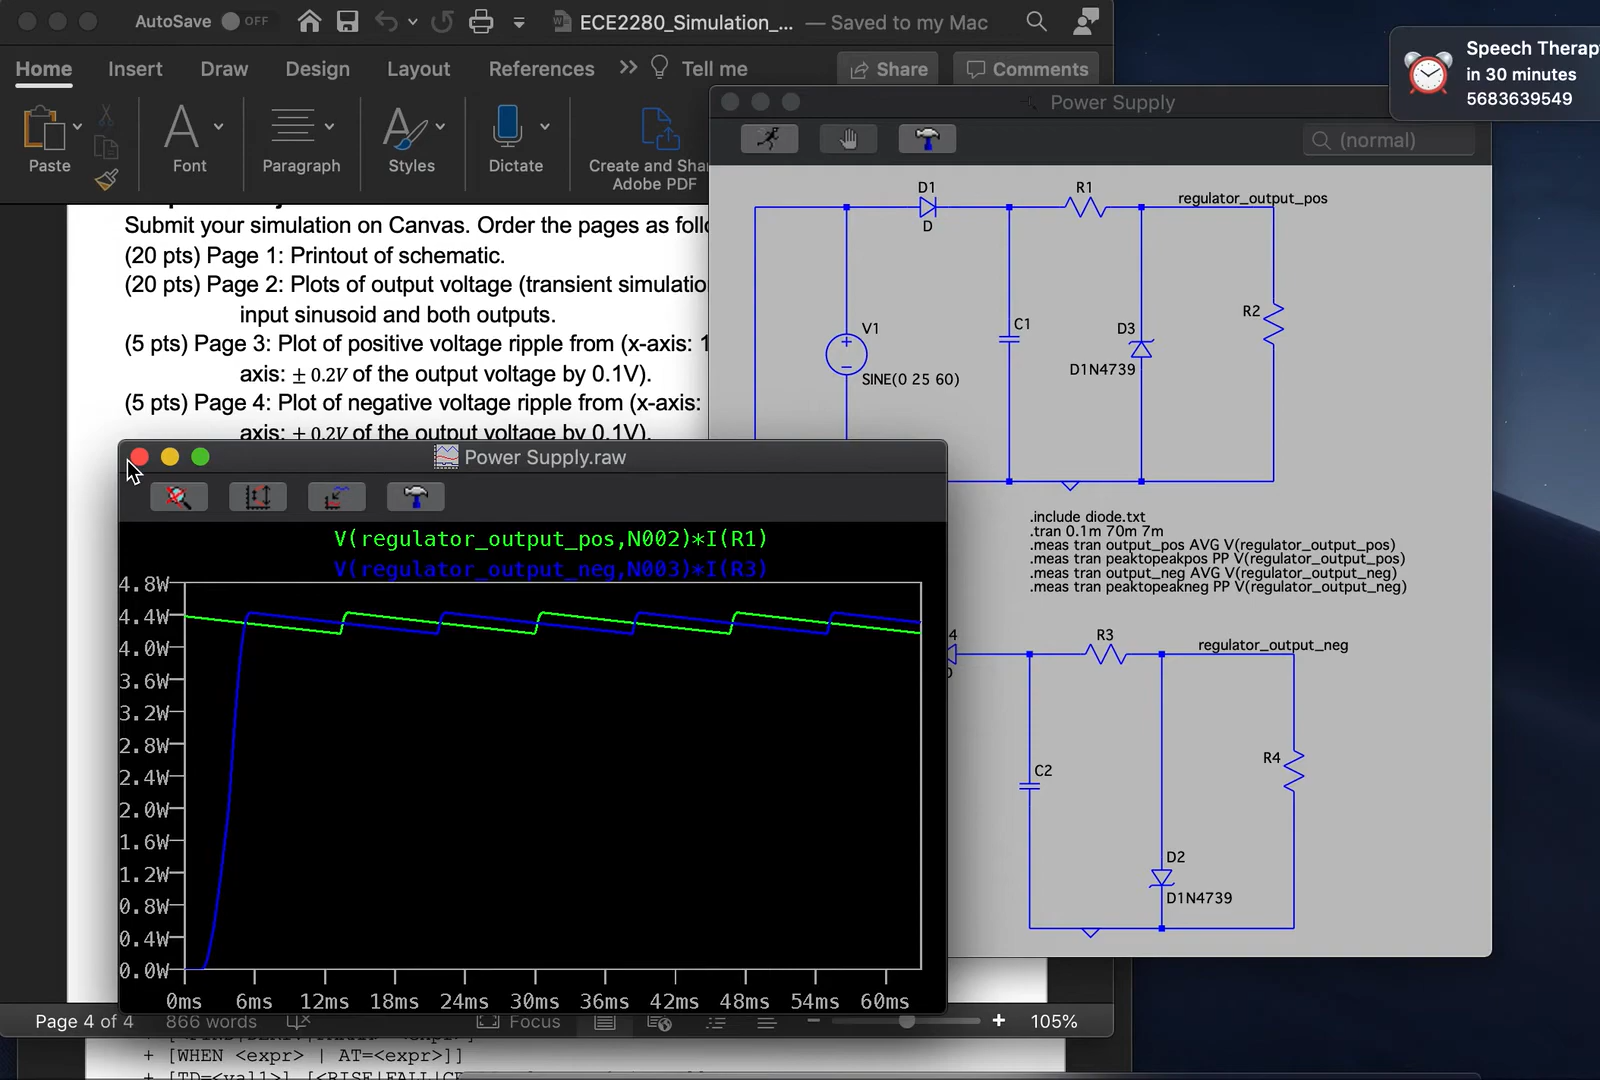 AutoSave OFF ECE2280_Simulation_... — Saved to my Mac
Home Insert Draw Design Layout References Tell me Share Comments
Paste Font Paragraph Styles Dictate Create and Sha
Adobe PDF
Speech Therap
in 30 minutes
5683639549
Submit your simulation on Canvas. Order the pages as follo
(20 pts) Page 1: Printout of schematic.
(20 pts) Page 2: Plots of output voltage (transient simulatio
input sinusoid and both outputs.
(5 pts) Page 3: Plot of positive voltage ripple from (x-axis: 1
axis: ± 0.2V of the output voltage by 0.1V).
(5 pts) Page 4: Plot of negative voltage ripple from (x-axis:
axis: ± 0.2V of the output voltage by 0.1V).
Power Supply
(normal)
D1
D
R1
regulator_output_pos
V1
SINE(0 25 60)
C1
D3
D1N4739
R2
.include diode.txt
.tran 0.1m 70m 7m
.meas tran output_pos AVG V(regulator_output_pos)
.meas tran peaktopeakpos PP V(regulator_output_pos)
.meas tran output_neg AVG V(regulator_output_neg)
.meas tran peaktopeakneg PP V(regulator_output_neg)
4
R3
regulator_output_neg
C2
R4
D2
D1N4739
Power Supply.raw
V(regulator_output_pos,N002)*I(R1)
V(regulator_output_neg,N003)*I(R3)
4.8W
4.4W
4.0W
3.6W
3.2W
2.8W
2.4W
2.0W
1.6W
1.2W
0.8W
0.4W
0.0W
0ms 6ms 12ms 18ms 24ms 30ms 36ms 42ms 48ms 54ms 60ms
Page 4 of 4 866 words Focus 105%
+ [WHEN <expr> | AT=<expr>]]
+ [TD=<val1>] [<RISE|FALL|CR